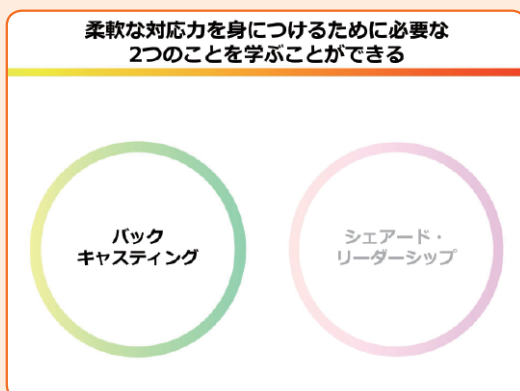 柔軟な対応力を身につけるために必要な
2つのことを学ぶことができる
バック
キャスティング
シェアード・
リーダーシップ